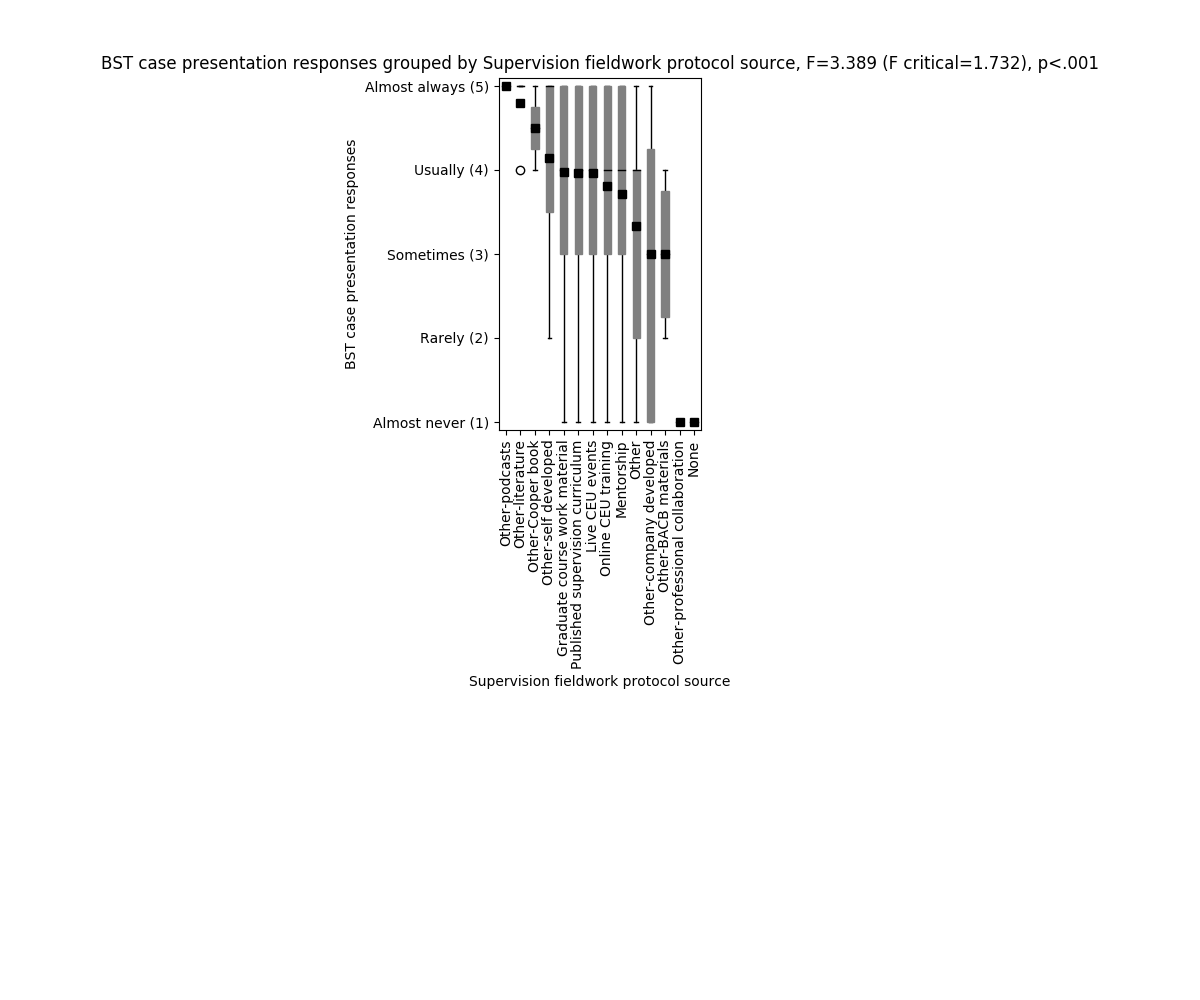 BST case presentation responses grouped by Supervision fieldwork protocol source, F=3.389 (F critical=1.732), p<.001
BST case presentation responses
Almost always (5)
Usually (4)
Sometimes (3)
Rarely (2)
Almost never (1)
Other-podcasts
Other-literature
Other-Cooper book
Other-self developed
Graduate course work material
Published supervision curriculum
Live CEU events
Online CEU training
Mentorship
Other
Other-company developed
Other-BACB materials
Other-professional collaboration
None
Supervision fieldwork protocol source